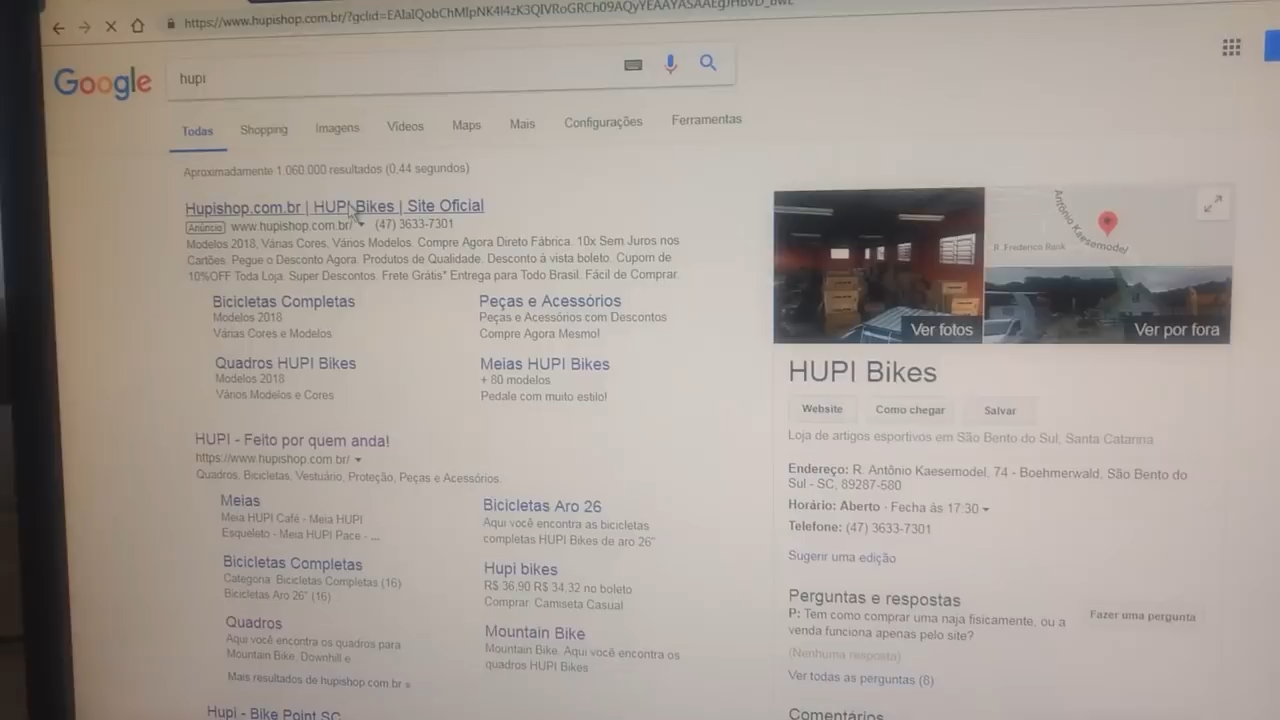 Google
hupi
Todas Shopping Imagens Vídeos Maps Mais Configurações Ferramentas
Aproximadamente 1.060.000 resultados (0,44 segundos)
Hupishop.com.br | HUPI Bikes | Site Oficial
Anúncio www.hupishop.com.br/ (47) 3633-7301
Modelos 2018, Várias Cores, Vários Modelos. Compre Agora Direto Fábrica. 10x Sem Juros nos
Cartões. Pegue o Desconto Agora. Produtos de Qualidade. Desconto à vista boleto. Cupom de
10%OFF Toda Loja. Super Descontos. Frete Grátis* Entrega para Todo Brasil. Fácil de Comprar.
Bicicletas Completas
Modelos 2018
Várias Cores e Modelos
Peças e Acessórios
Peças e Acessórios com Descontos
Compre Agora Mesmo!
Quadros HUPI Bikes
Modelos 2018
Vários Modelos e Cores
Meias HUPI Bikes
+ 80 modelos
Pedale com muito estilo!
HUPI - Feito por quem anda!
https://www.hupishop.com.br/
Quadros, Bicicletas, Vestuário, Proteção, Peças e Acessórios.
Meias
Meia HUPI Café - Meia HUPI
Esqueleto - Meia HUPI Pace - ...
Bicicletas Aro 26
Aqui você encontra as bicicletas
completas HUPI Bikes de aro 26"
Bicicletas Completas
Categoria: Bicicletas Completas (16)
Bicicletas Aro 26" (16)
Hupi bikes
R$ 36,90 R$ 34,32 no boleto
Comprar. Camiseta Casual
Quadros
Aqui você encontra os quadros para
Mountain Bike, Downhill e
Mountain Bike
Mountain Bike. Aqui você encontra os
quadros HUPI Bikes
Mais resultados de hupishop.com.br »
Hupi - Bike Point SC
Antônio Kaesemodel
R. Frederico Rank
Ver fotos
Ver por fora
HUPI Bikes
Website Como chegar Salvar
Loja de artigos esportivos em São Bento do Sul, Santa Catarina
Endereço: R. Antônio Kaesemodel, 74 - Boehmerwald, São Bento do
Sul - SC, 89287-580
Horário: Aberto · Fecha às 17:30
Telefone: (47) 3633-7301
Sugerir uma edição
Perguntas e respostas
Fazer uma pergunta
P: Tem como comprar uma naja fisicamente, ou a
venda funciona apenas pelo site?
(Nenhuma resposta)
Ver todas as perguntas (8)
Comentários